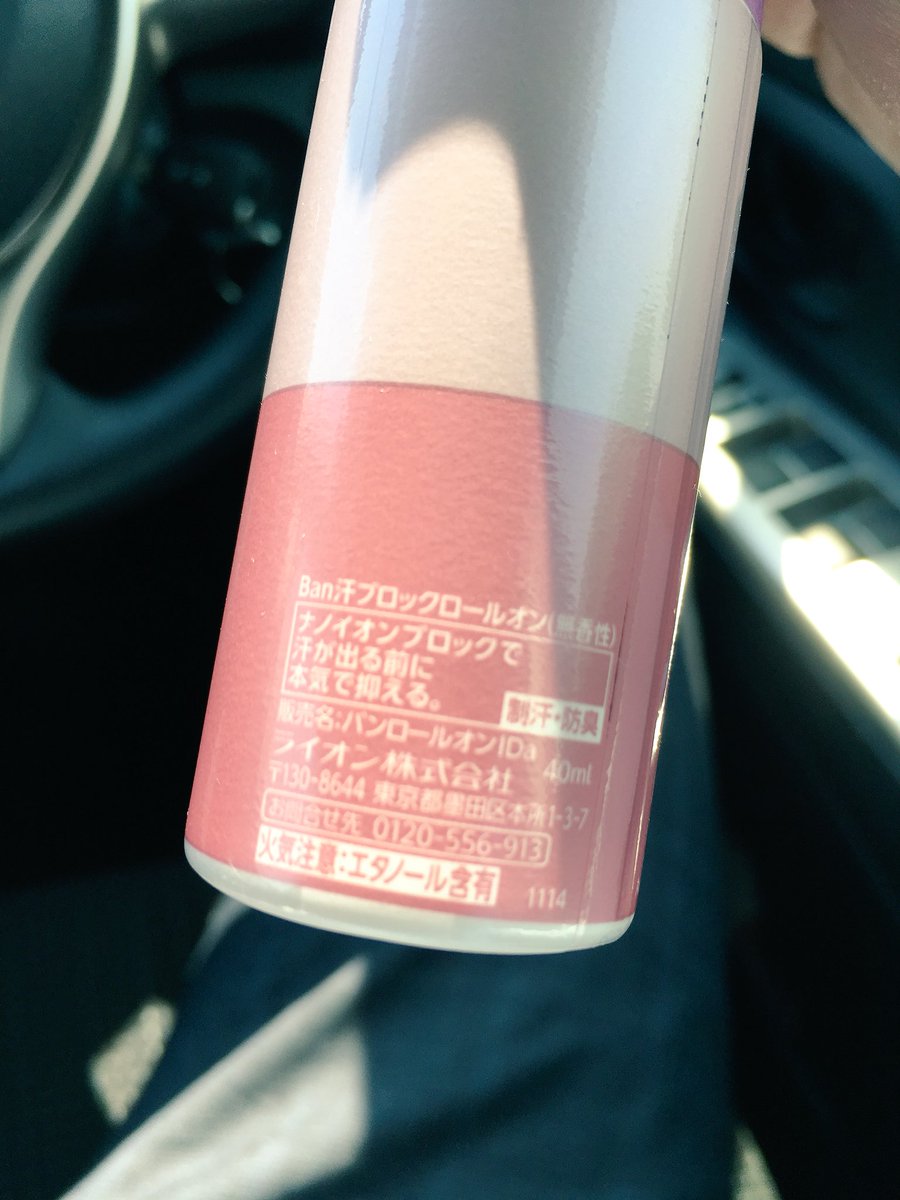 Ban汗ブロックロールオン(無香性)
ナノイオンブロックで
汗が出る前に
本気で抑える。
制汗・防臭
販売名:バンロールオンIDa
ライオン株式会社 40ml
〒130-8644 東京都墨田区本所1-3-7
お問合せ先 0120-556-913
火気注意:エタノール含有 1114